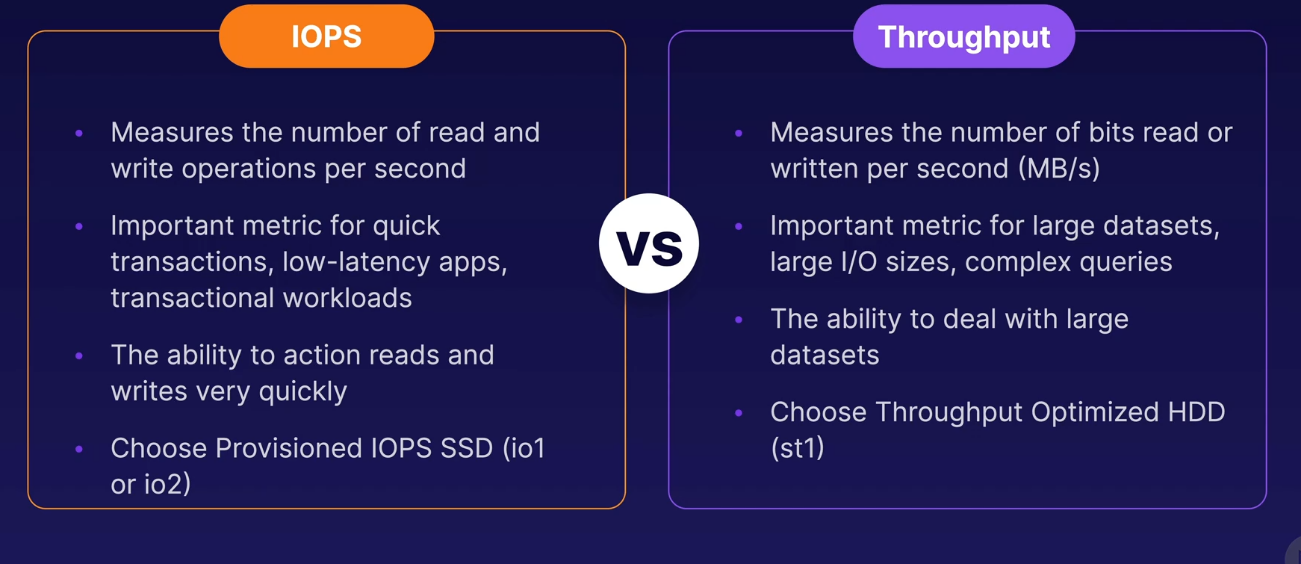 IOPS
• Measures the number of read and
write operations per second
• Important metric for quick
transactions, low-latency apps,
transactional workloads
• The ability to action reads and
writes very quickly
• Choose Provisioned IOPS SSD (io1
or io2)
vs
Throughput
• Measures the number of bits read or
written per second (MB/s)
• Important metric for large datasets,
large I/O sizes, complex queries
• The ability to deal with large
datasets
• Choose Throughput Optimized HDD
(st1)